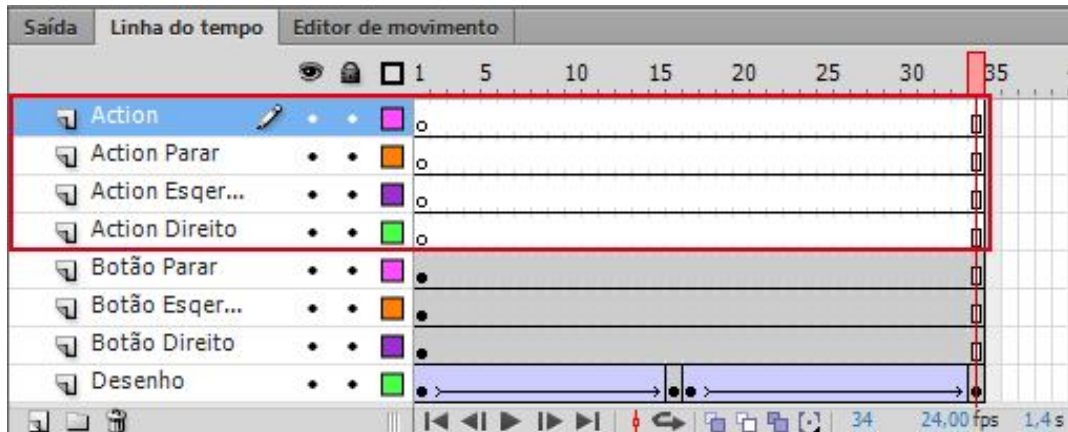 Saída Linha do tempo Editor de movimento
1 5 10 15 20 25 30 35
Action
Action Parar
Action Esqer...
Action Direito
Botão Parar
Botão Esqer...
Botão Direito
Desenho
34 24,00 fps 1,4 s